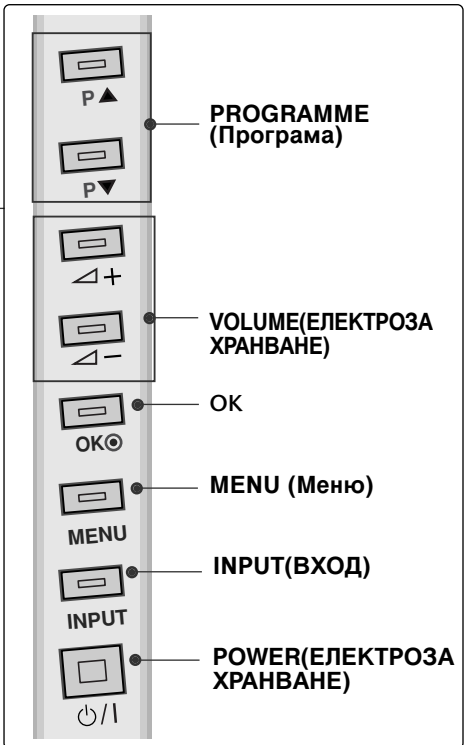 P▲
P▼
PROGRAMME
(Програма)
⊿+
⊿−
VOLUME(ЕЛЕКТРОЗА
ХРАНВАНЕ)
OK
OK⦿
MENU (Меню)
MENU
INPUT(ВХОД)
INPUT
POWER(ЕЛЕКТРОЗА
ХРАНВАНЕ)
⏻/I